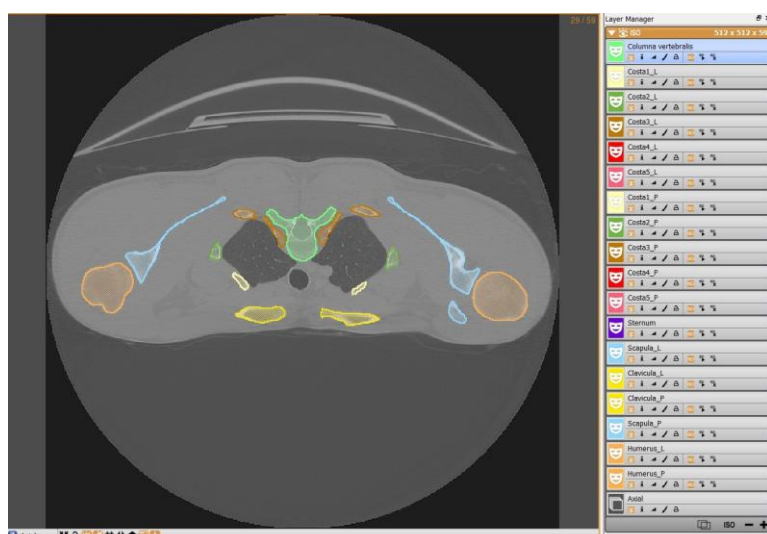 29 / 59
Layer Manager
ISO 512 x 512 x 59
Columna vertebralis
Costa1_L
Costa2_L
Costa3_L
Costa4_L
Costa5_L
Costa1_P
Costa2_P
Costa3_P
Costa4_P
Costa5_P
Sternum
Scapula_L
Clavicula_L
Clavicula_P
Scapula_P
Humerus_L
Humerus_P
Axial
ISO